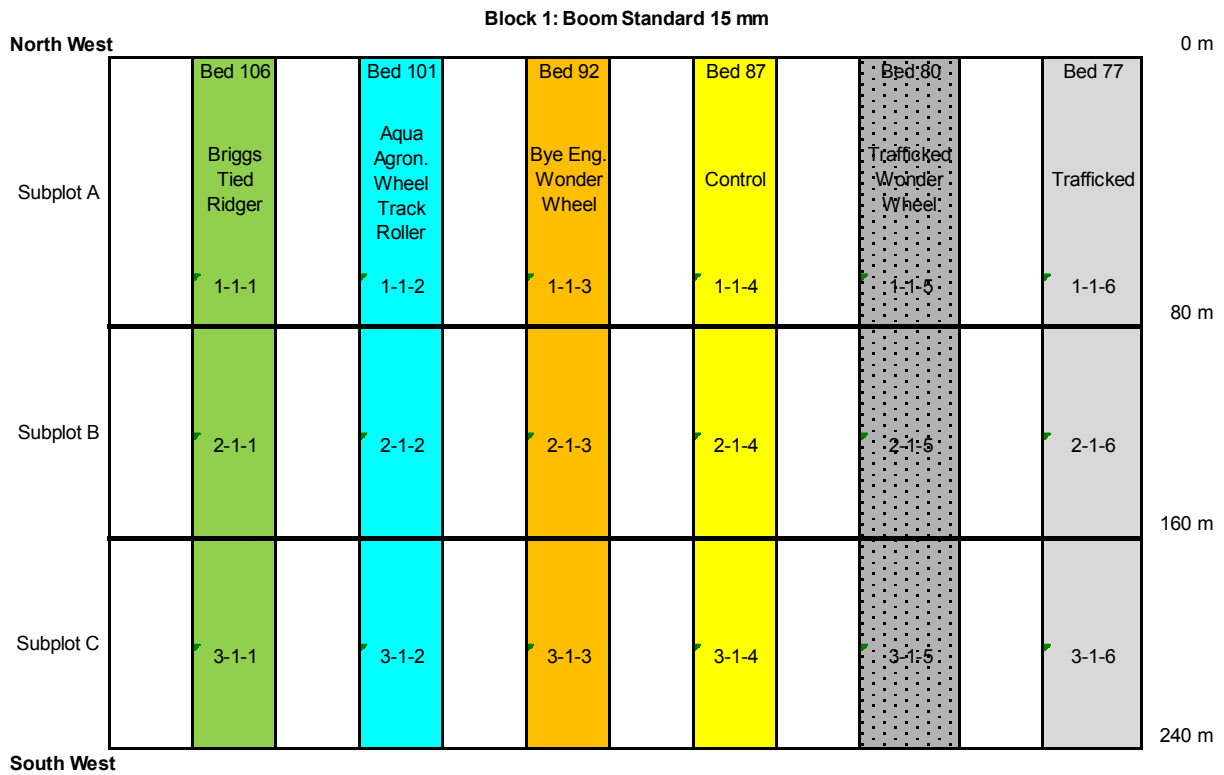 Block 1: Boom Standard 15 mm
North West
0 m
Bed 106
Bed 101
Bed 92
Bed 87
Bed 80
Bed 77
Subplot A
Briggs
Tied
Ridger
Aqua
Agron.
Wheel
Track
Roller
Bye Eng.
Wonder
Wheel
Control
Trafficked
Wonder
Wheel
Trafficked
1-1-1
1-1-2
1-1-3
1-1-4
1-1-5
1-1-6
80 m
Subplot B
2-1-1
2-1-2
2-1-3
2-1-4
2-1-5
2-1-6
160 m
Subplot C
3-1-1
3-1-2
3-1-3
3-1-4
3-1-5
3-1-6
240 m
South West